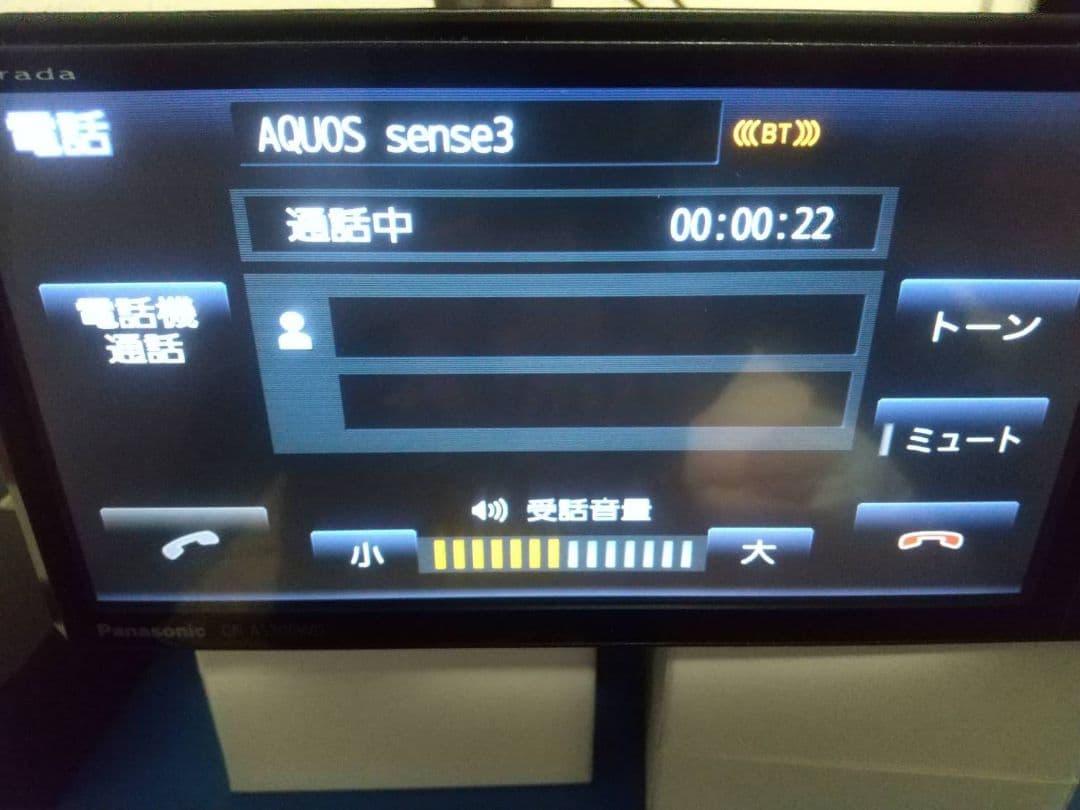 rada
電話
AQUOS sense3
BT
通話中 00:00:22
電話機
通話
トーン
ミュート
受話音量
小
大
Panasonic